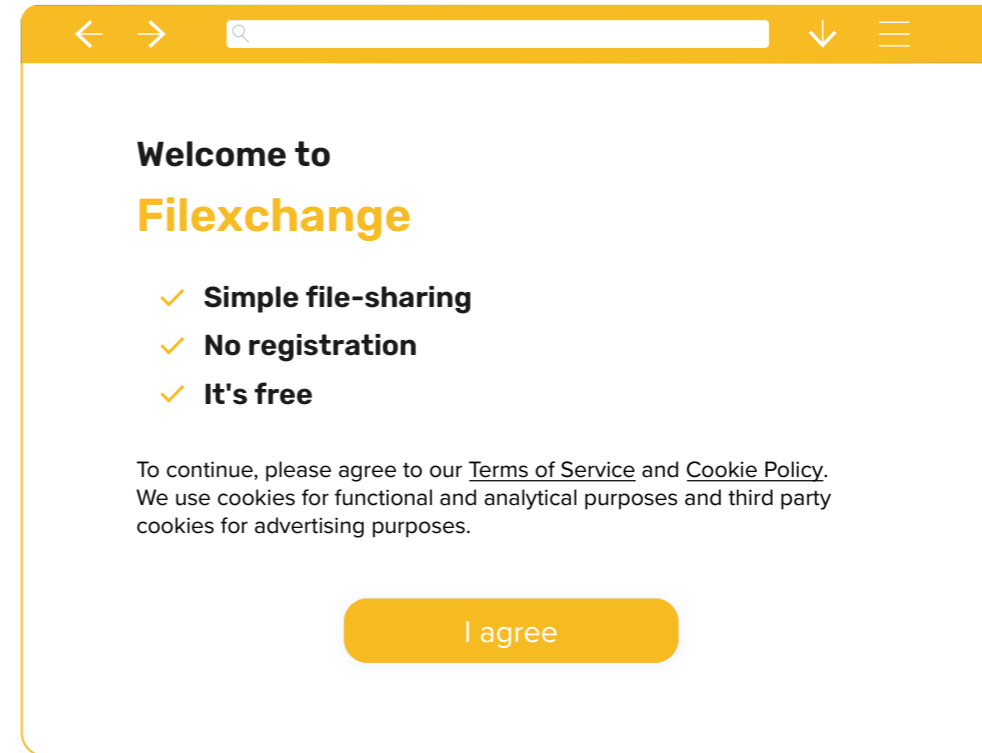 Welcome to
Filexchange
Simple file-sharing
No registration
It's free
To continue, please agree to our Terms of Service and Cookie Policy.
We use cookies for functional and analytical purposes and third party
cookies for advertising purposes.
I agree